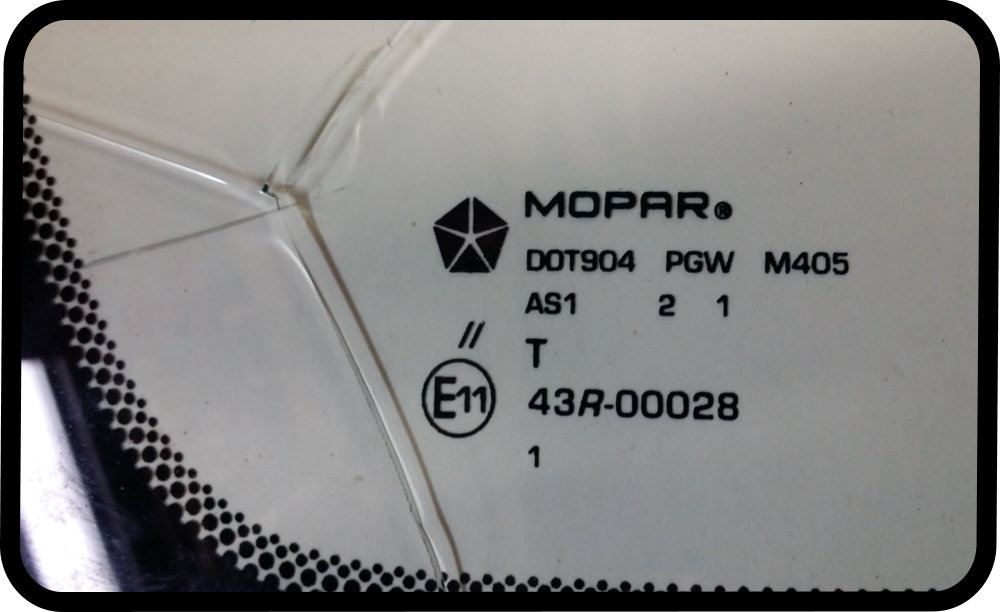 MOPAR®
DOT904 PGW M405
AS1 2 1
// T
E11 43R-00028
1